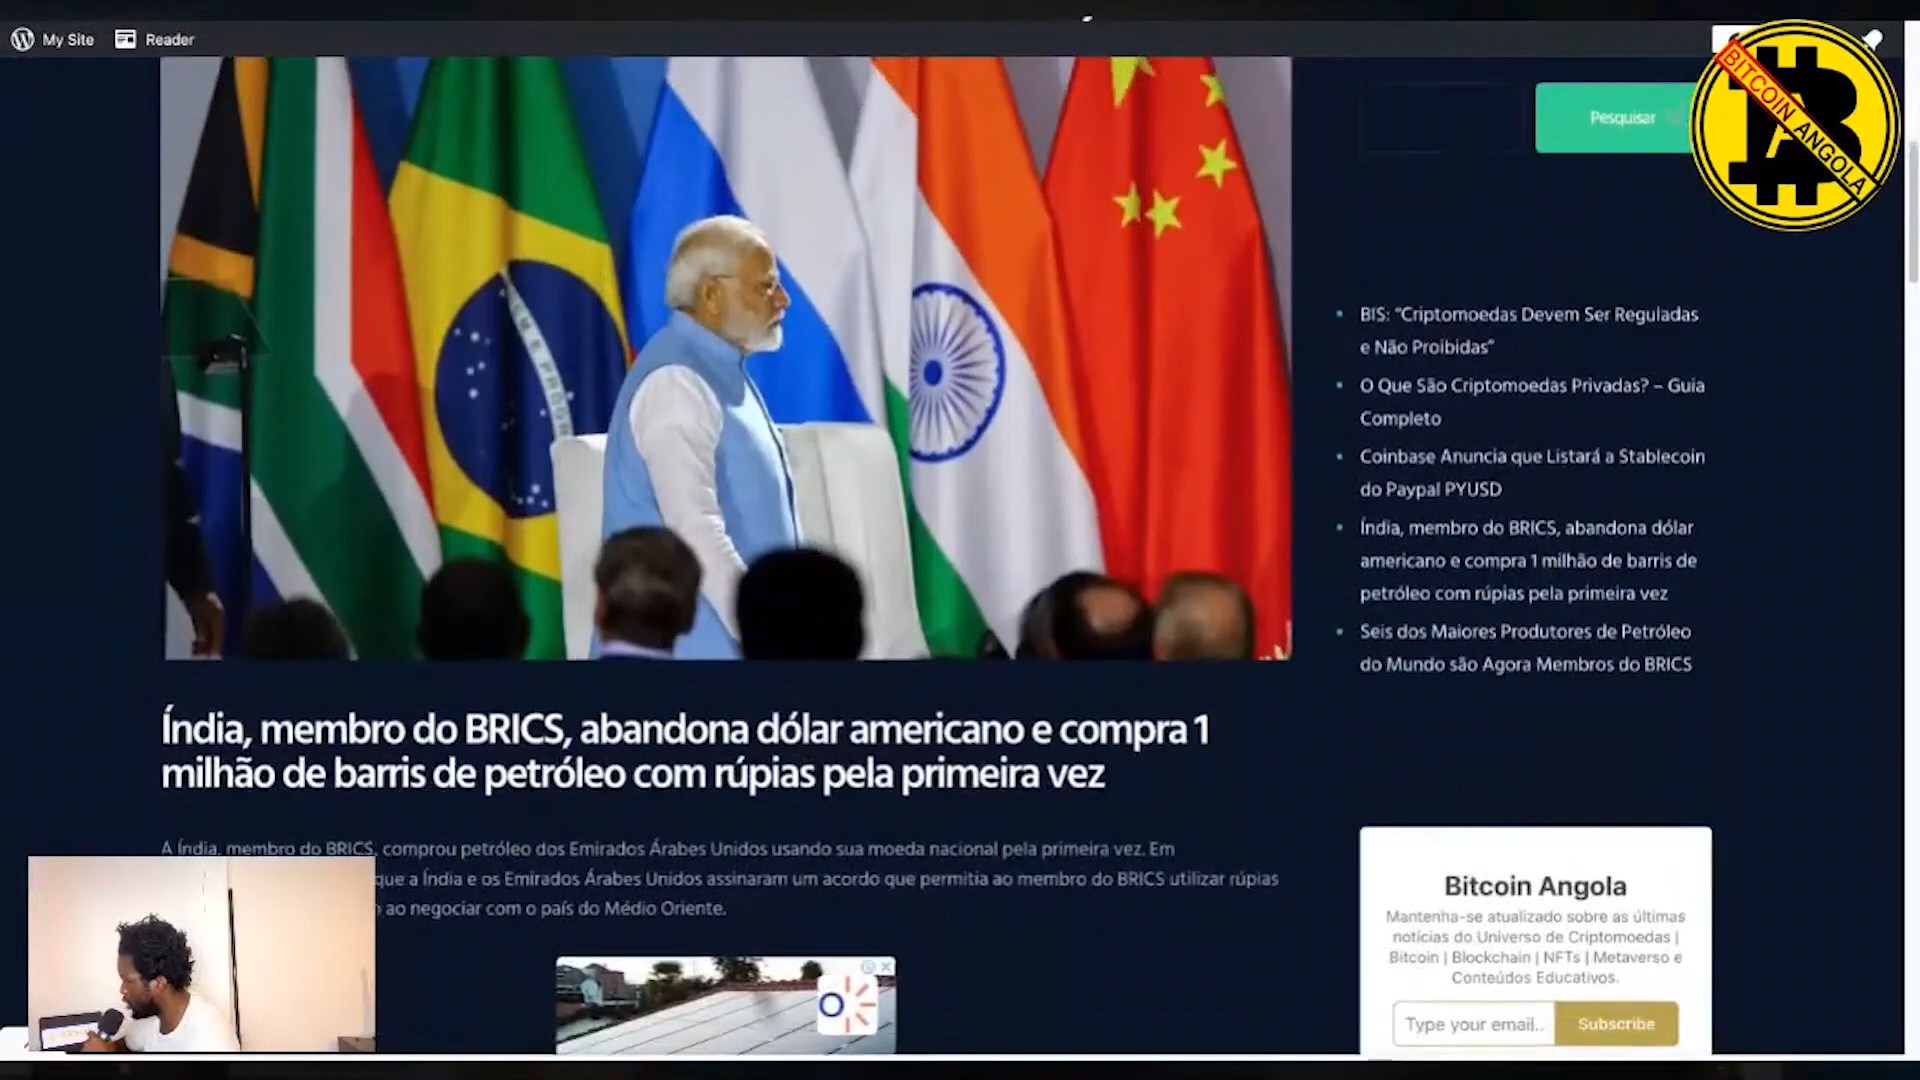 My Site
Reader
BITCOIN ANGOLA
Pesquisar
BIS: “Criptomoedas Devem Ser Reguladas
e Não Proibidas”
O Que São Criptomoedas Privadas? – Guia
Completo
Coinbase Anuncia que Listará a Stablecoin
do Paypal PYUSD
Índia, membro do BRICS, abandona dólar
americano e compra 1 milhão de barris de
petróleo com rúpias pela primeira vez
Seis dos Maiores Produtores de Petróleo
do Mundo são Agora Membros do BRICS
Índia, membro do BRICS, abandona dólar americano e compra 1
milhão de barris de petróleo com rúpias pela primeira vez
A Índia, membro do BRICS, comprou petróleo dos Emirados Árabes Unidos usando sua moeda nacional pela primeira vez. Em
que a Índia e os Emirados Árabes Unidos assinaram um acordo que permitia ao membro do BRICS utilizar rúpias
ao negociar com o país do Médio Oriente.
Bitcoin Angola
Mantenha-se atualizado sobre as últimas
notícias do Universo de Criptomoedas |
Bitcoin | Blockchain | NFTs | Metaverso e
Conteúdos Educativos.
Type your email..
Subscribe